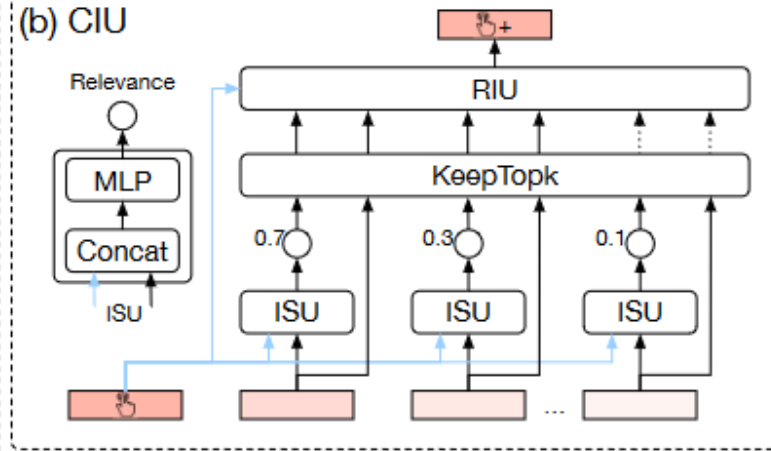 (b) CIU
+
Relevance
RIU
MLP
KeepTopk
Concat
0.7
0.3
0.1
ISU
ISU
ISU
ISU
...